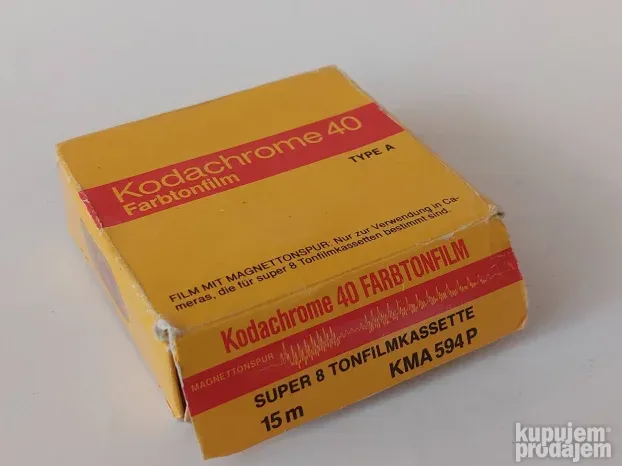 Kodachrome 40
Farbtonfilm
TYPE A
FILM MIT MAGNETTONSPUR. Nur zur Verwendung in Ca-
meras, die für super 8 Tonfilmkassetten bestimmt sind.
Kodachrome 40 FARBTONFILM
MAGNETTONSPUR
SUPER 8 TONFILMKASSETTE
15 m KMA 594 P
kupujem
prodajem